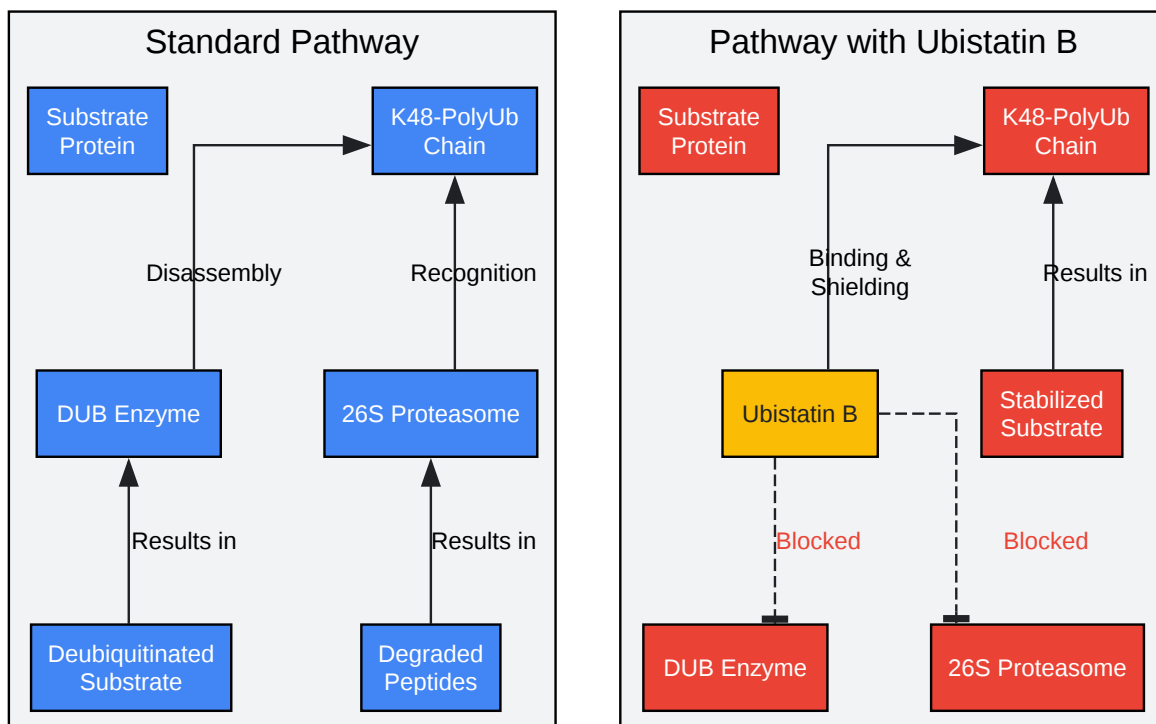 Standard Pathway
Substrate
Protein
K48-PolyUb
Chain
Disassembly
Recognition
DUB Enzyme
26S Proteasome
Results in
Results in
Deubiquitinated
Substrate
Degraded
Peptides
Pathway with Ubistatin B
Substrate
Protein
K48-PolyUb
Chain
Binding &
Shielding
Results in
Ubistatin B
Stabilized
Substrate
Blocked
Blocked
DUB Enzyme
26S Proteasome